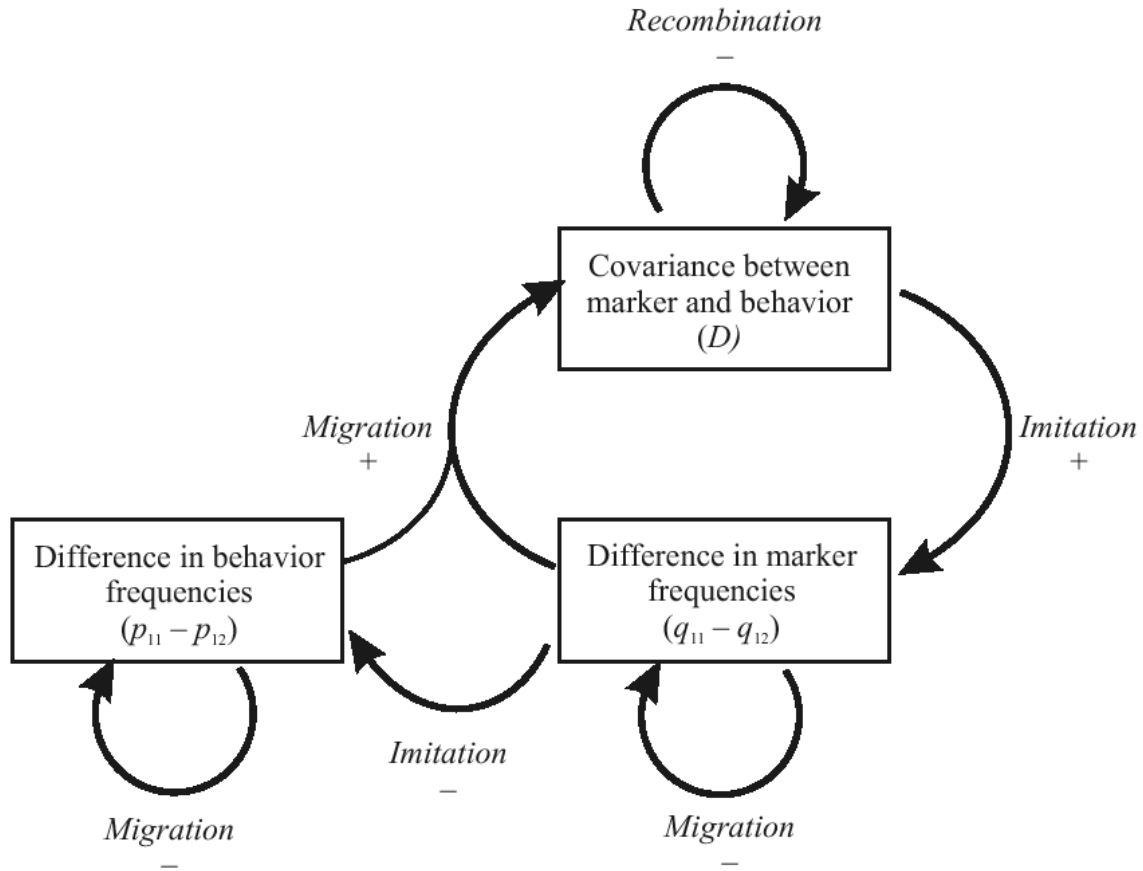 Recombination
–
Covariance between
marker and behavior
(D)
Migration
+
Imitation
+
Difference in behavior
frequencies
(p₁₁ – p₁₂)
Difference in marker
frequencies
(q₁₁ – q₁₂)
Imitation
–
Migration
–
Migration
–